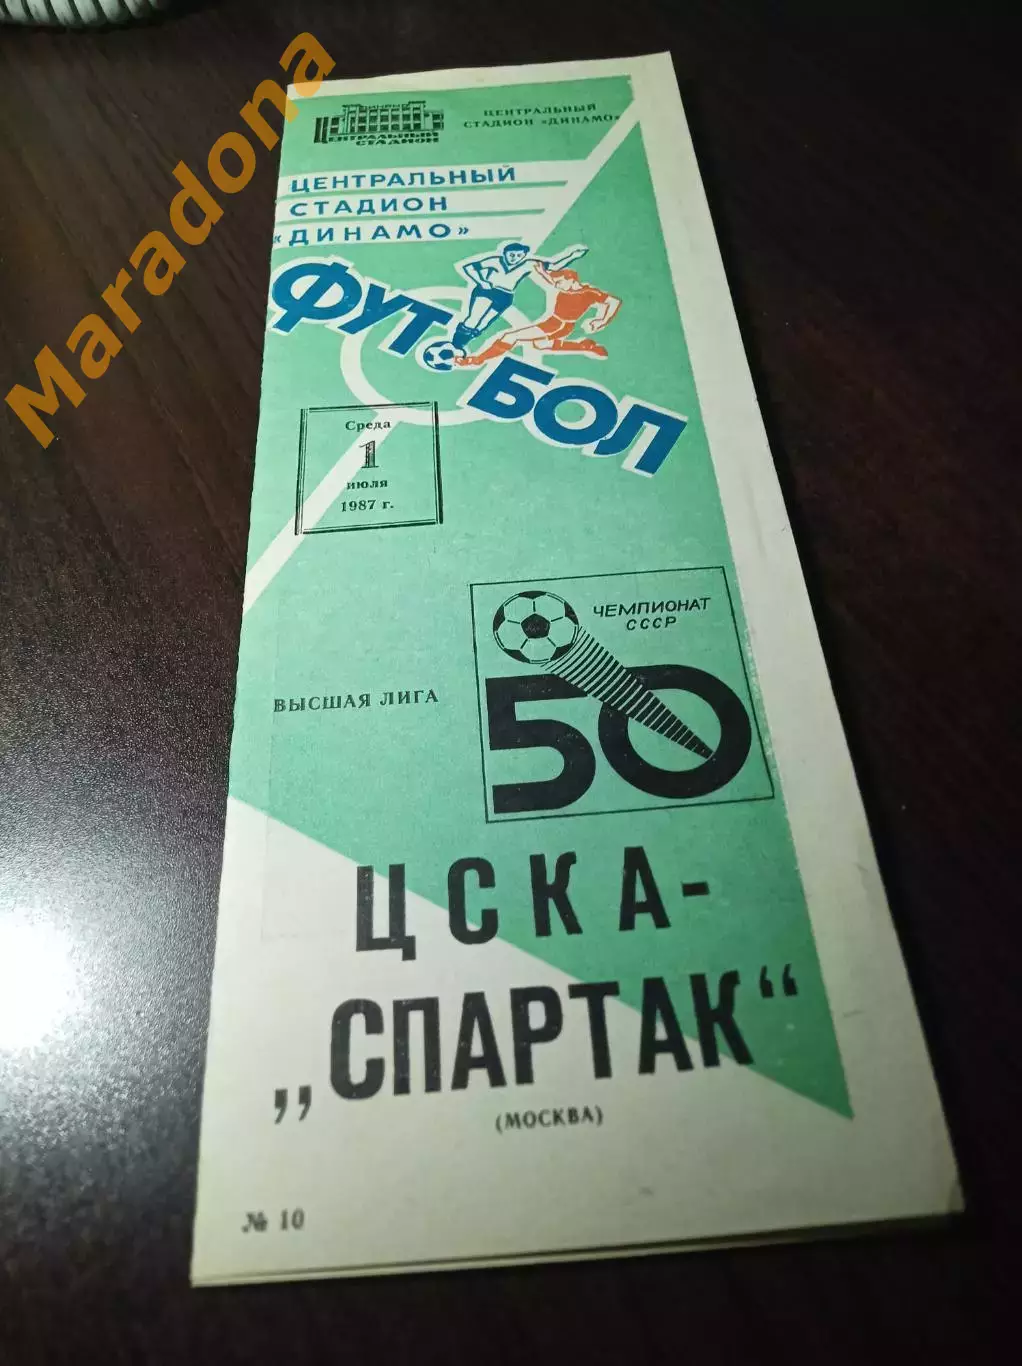 Maradona
ДИНАМО
ЦЕНТРАЛЬНЫЙ
СТАДИОН
ЦЕНТРАЛЬНЫЙ
СТАДИОН «ДИНАМО»
ЦЕНТРАЛЬНЫЙ
СТАДИОН
«ДИНАМО»
ФУТ
БОЛ
Среда
1
июля
1987 г.
ЧЕМПИОНАТ
СССР
50
ВЫСШАЯ ЛИГА
ЦСКА-
„СПАРТАК“
(МОСКВА)
№ 10